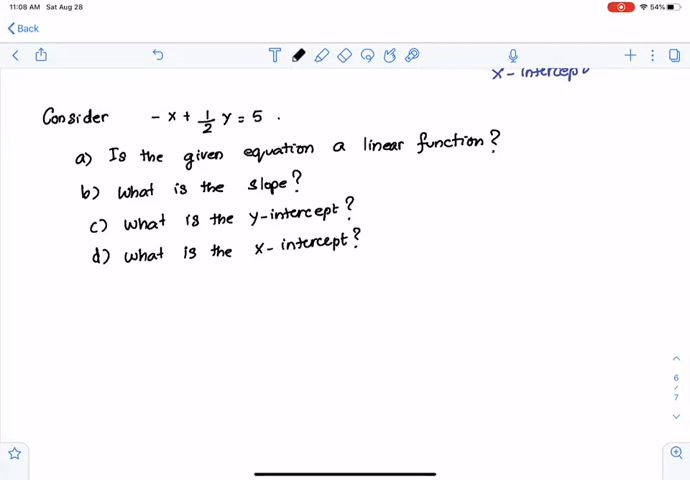 11:08 AM Sat Aug 28
54%
Back
T
x - intercept
Consider - x + 1/2 y = 5 .
a) Is the given equation a linear function?
b) what is the slope?
c) what is the y-intercept?
d) what is the x-intercept?
6
/
7